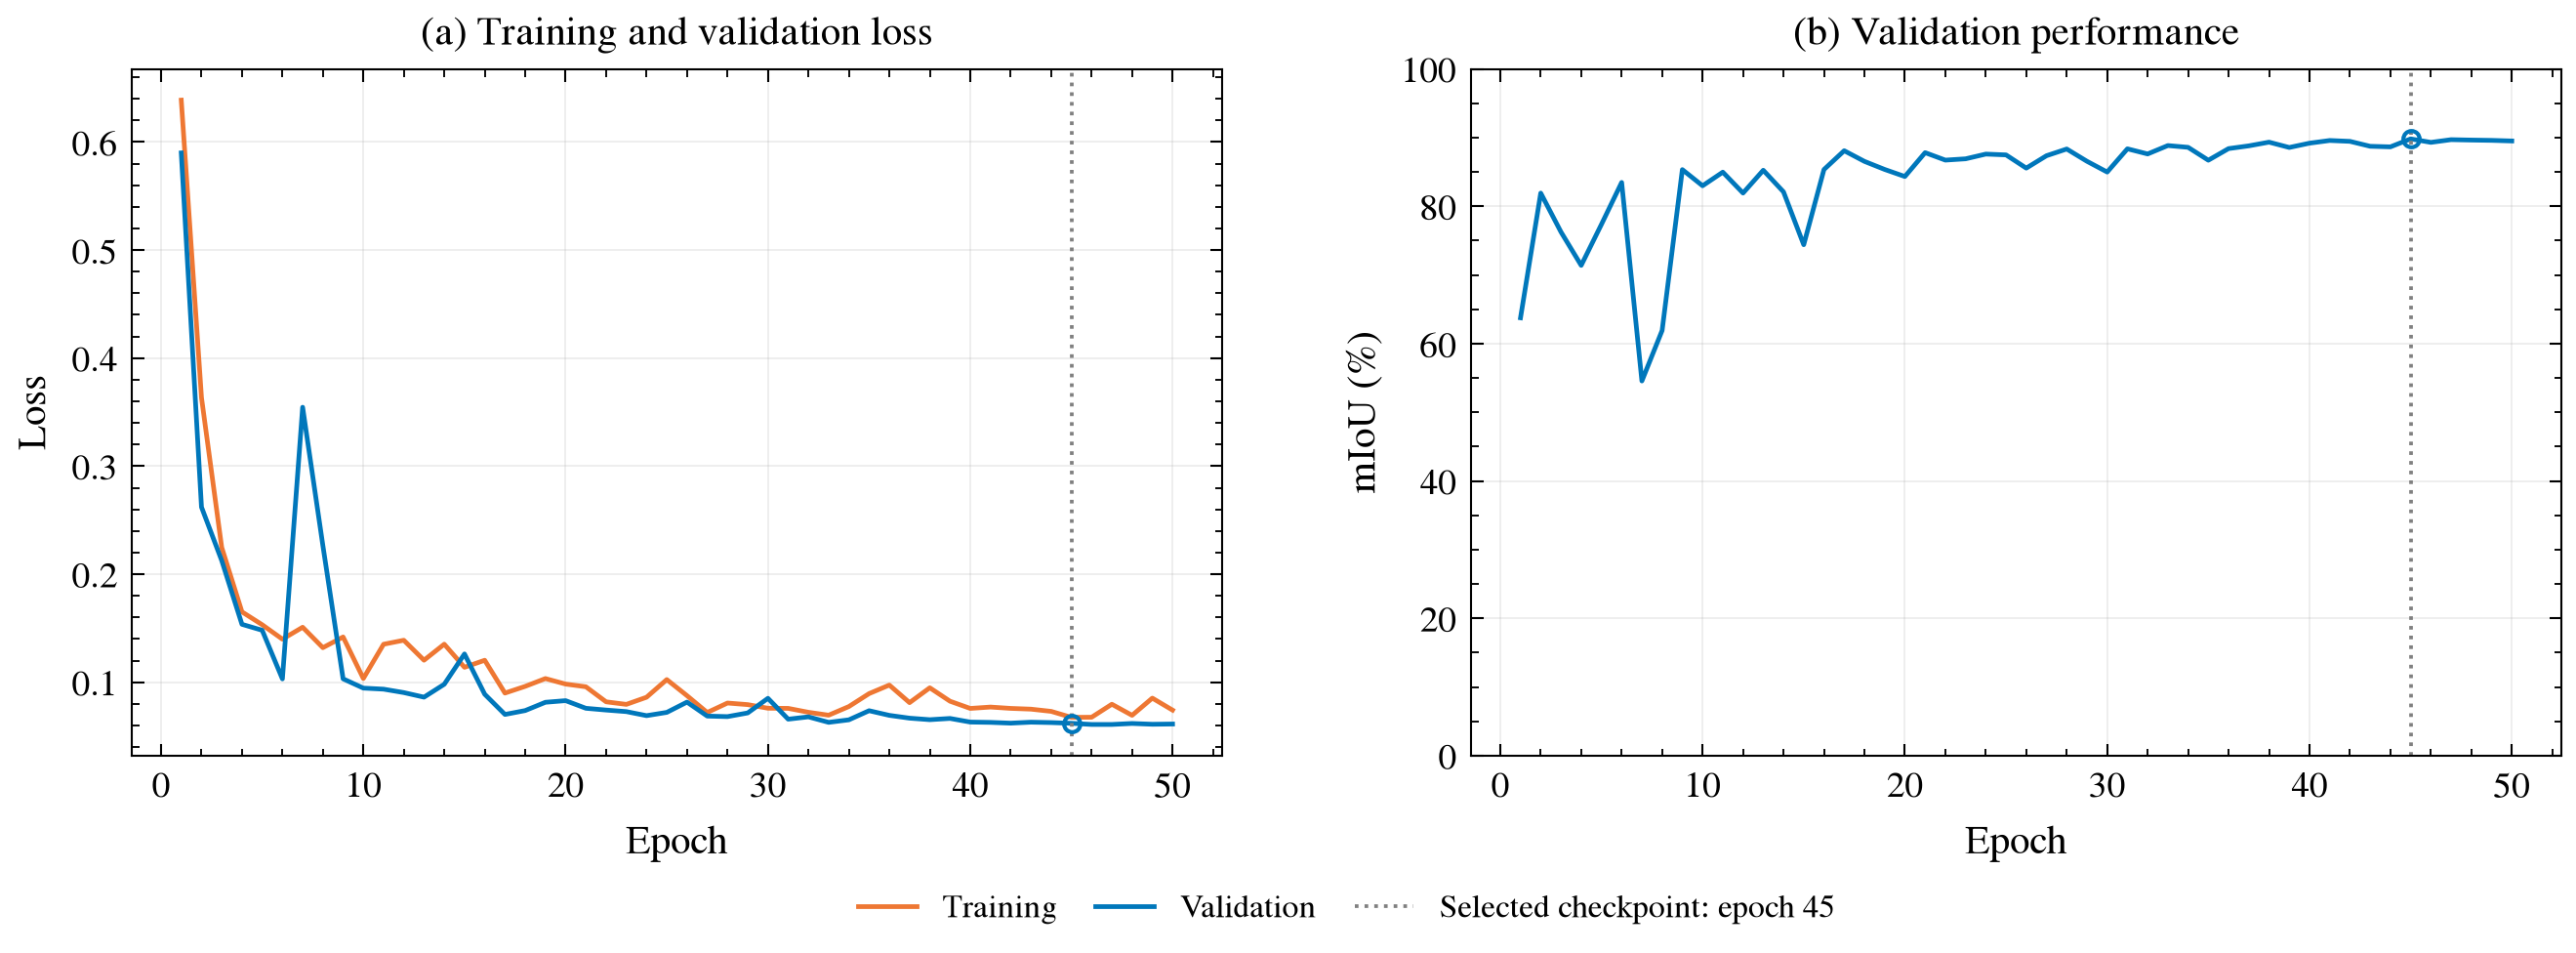 (a) Training and validation loss
(b) Validation performance
Loss
0.6
0.5
0.4
0.3
0.2
0.1
0 10 20 30 40 50
Epoch
mIoU (%)
100
80
60
40
20
0
0 10 20 30 40 50
Epoch
Training Validation Selected checkpoint: epoch 45